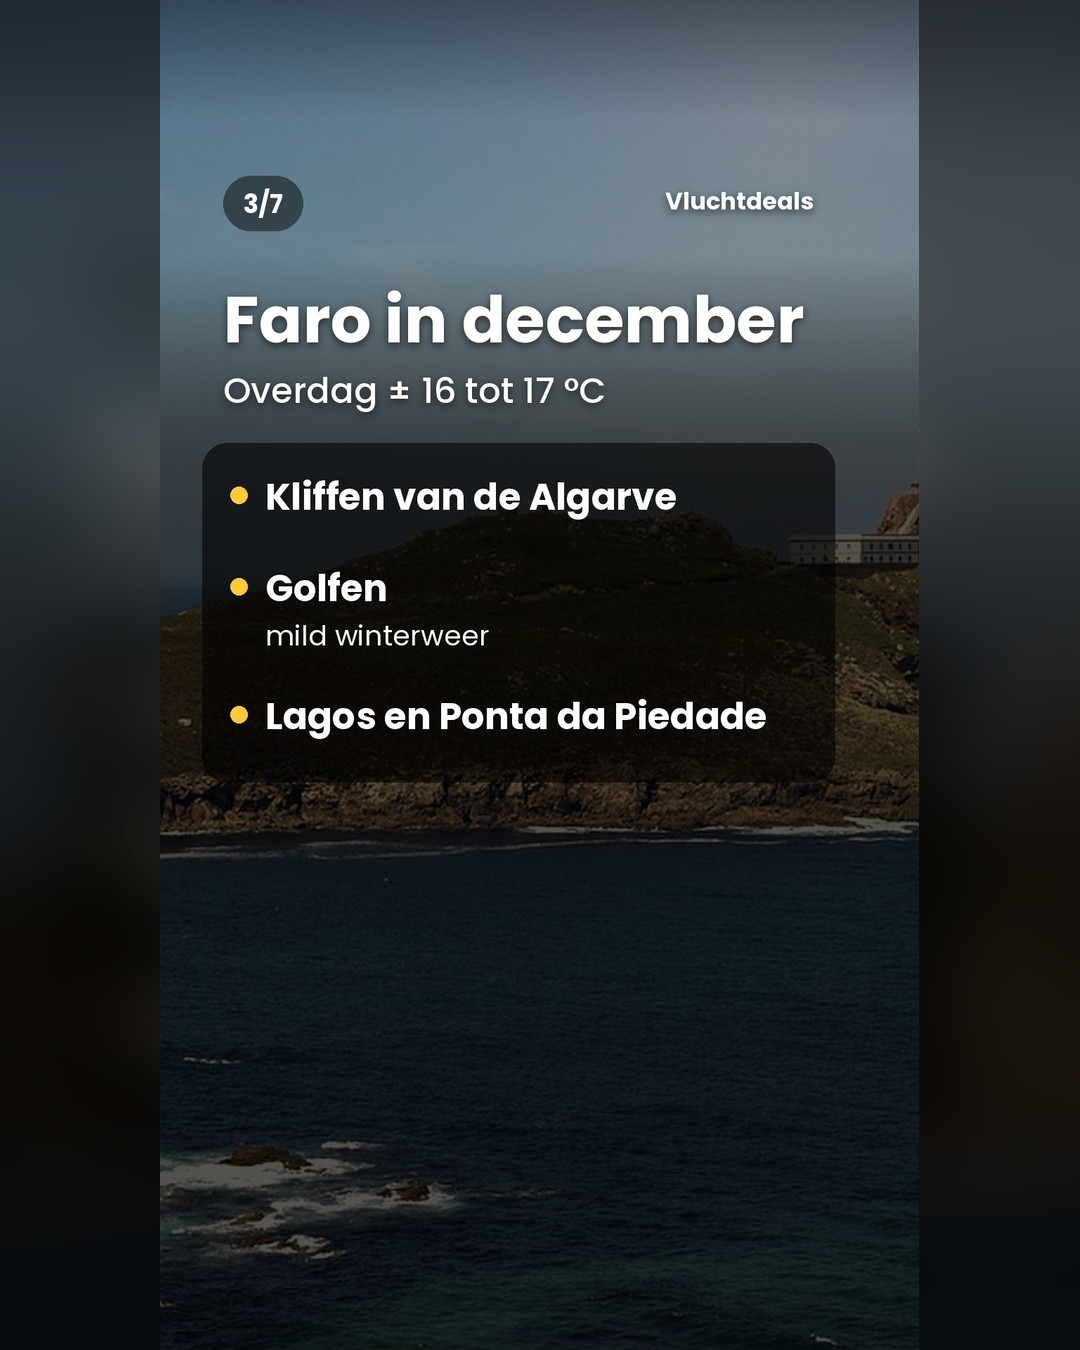 3/7
Vluchtdeals
Faro in december
Overdag ± 16 tot 17 °C
Kliffen van de Algarve
Golfen
mild winterweer
Lagos en Ponta da Piedade